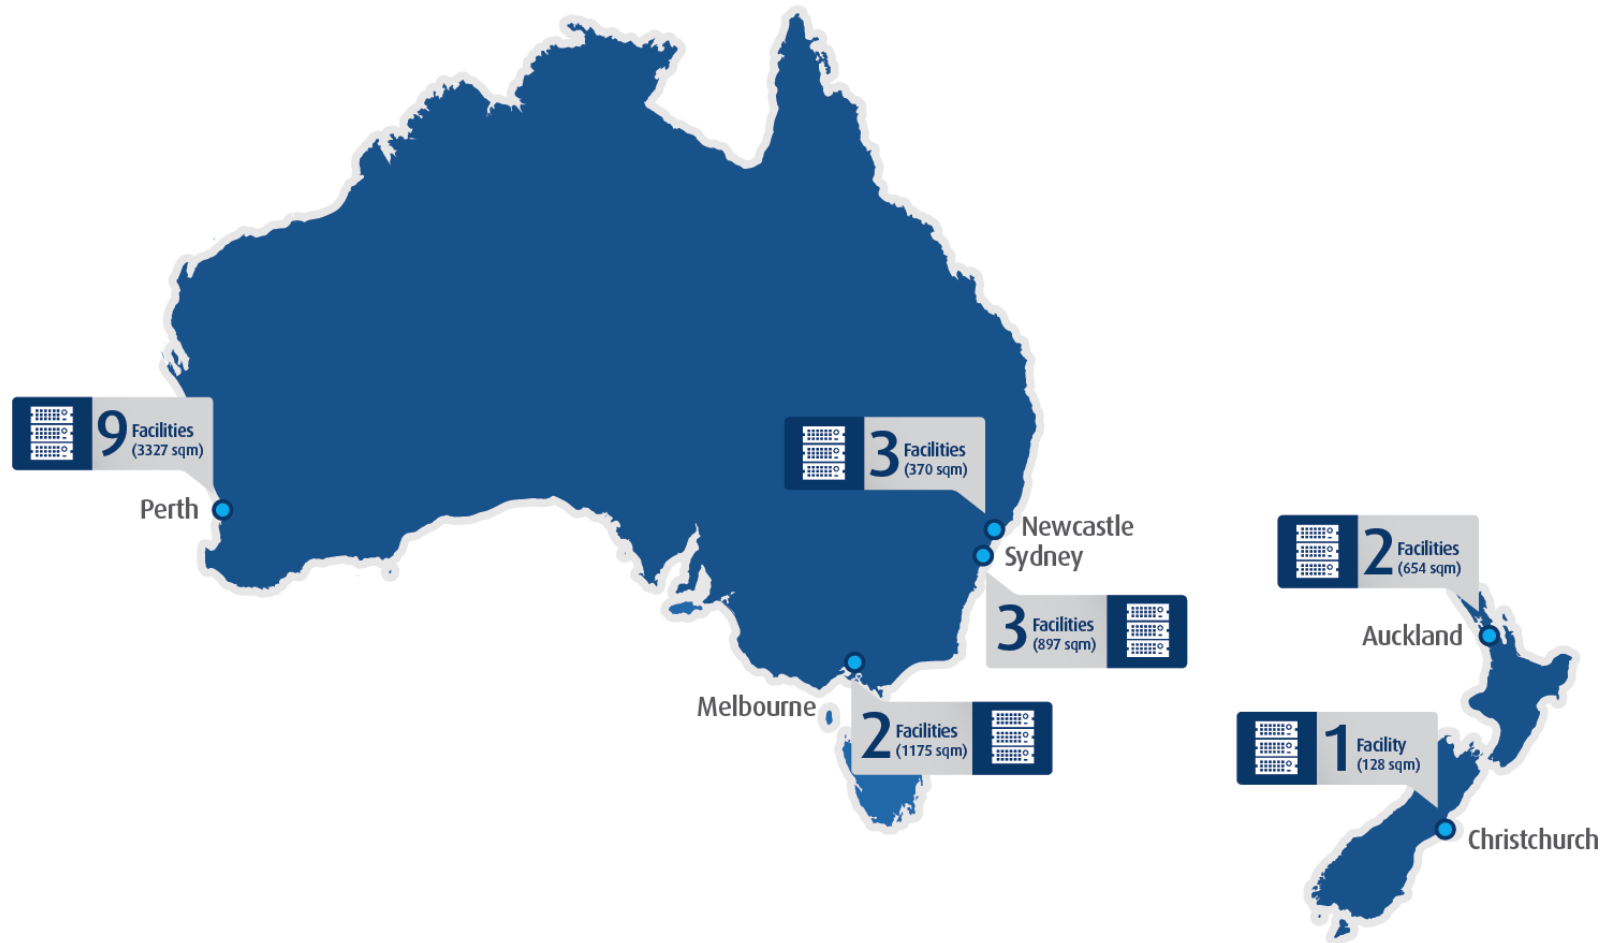 9 Facilities
(3327 sqm)
Perth
3 Facilities
(370 sqm)
Newcastle
Sydney
3 Facilities
(897 sqm)
Melbourne
2 Facilities
(1175 sqm)
2 Facilities
(654 sqm)
Auckland
1 Facility
(128 sqm)
Christchurch